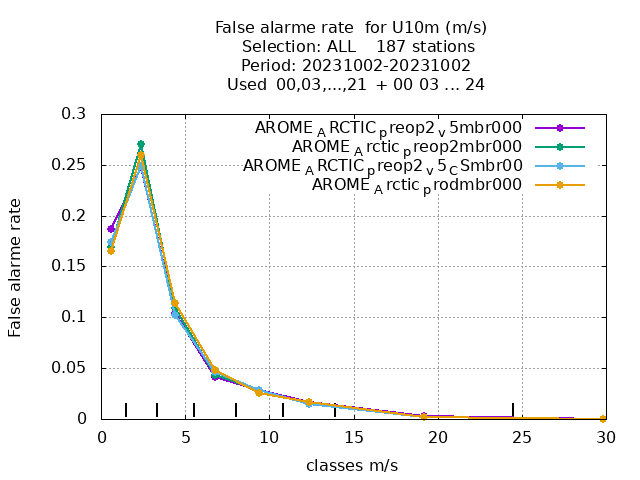 False alarme rate  for U10m (m/s)
Selection: ALL    187 stations
Period: 20231002-20231002
Used  00,03,...,21  + 00 03 ... 24
AROME_ARCTIC_preop2_v5mbr000
AROME_Arctic_preop2mbr000
AROME_ARCTIC_preop2_v5_CSmbr00
AROME_Arctic_prodmbr000
False alarme rate
0.3
0.25
0.2
0.15
0.1
0.05
0
0 5 10 15 20 25 30
classes m/s